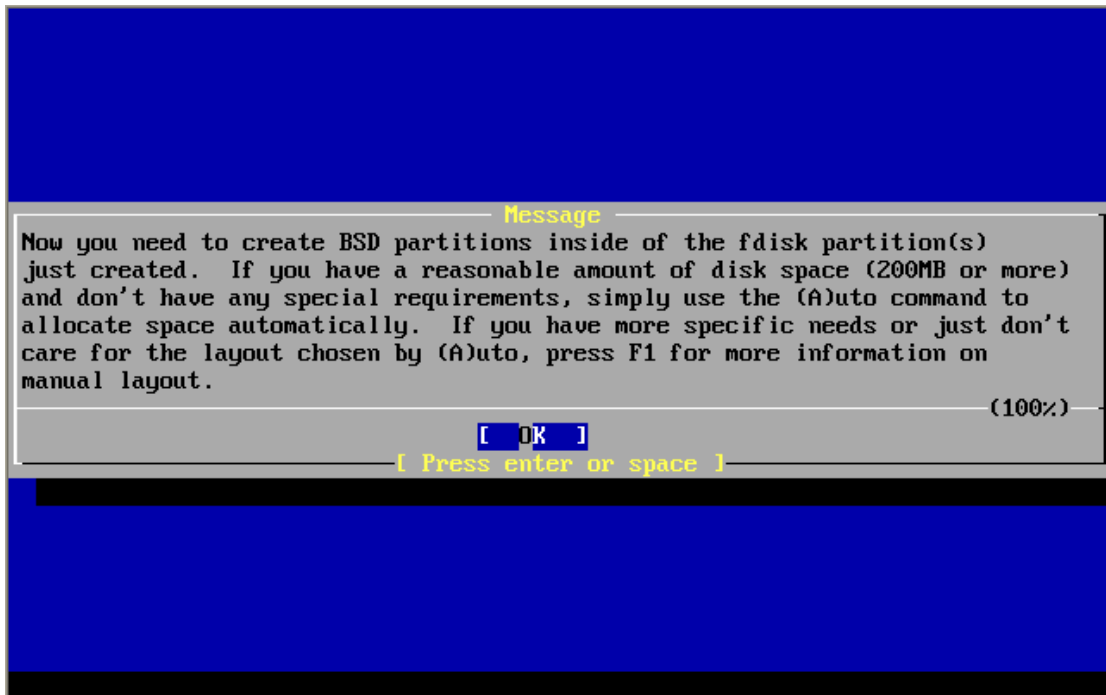 Message
Now you need to create BSD partitions inside of the fdisk partition(s)
just created.  If you have a reasonable amount of disk space (200MB or more)
and don't have any special requirements, simply use the (A)uto command to
allocate space automatically.  If you have more specific needs or just don't
care for the layout chosen by (A)uto, press F1 for more information on
manual layout.
(100%)
[  OK  ]
[ Press enter or space ]